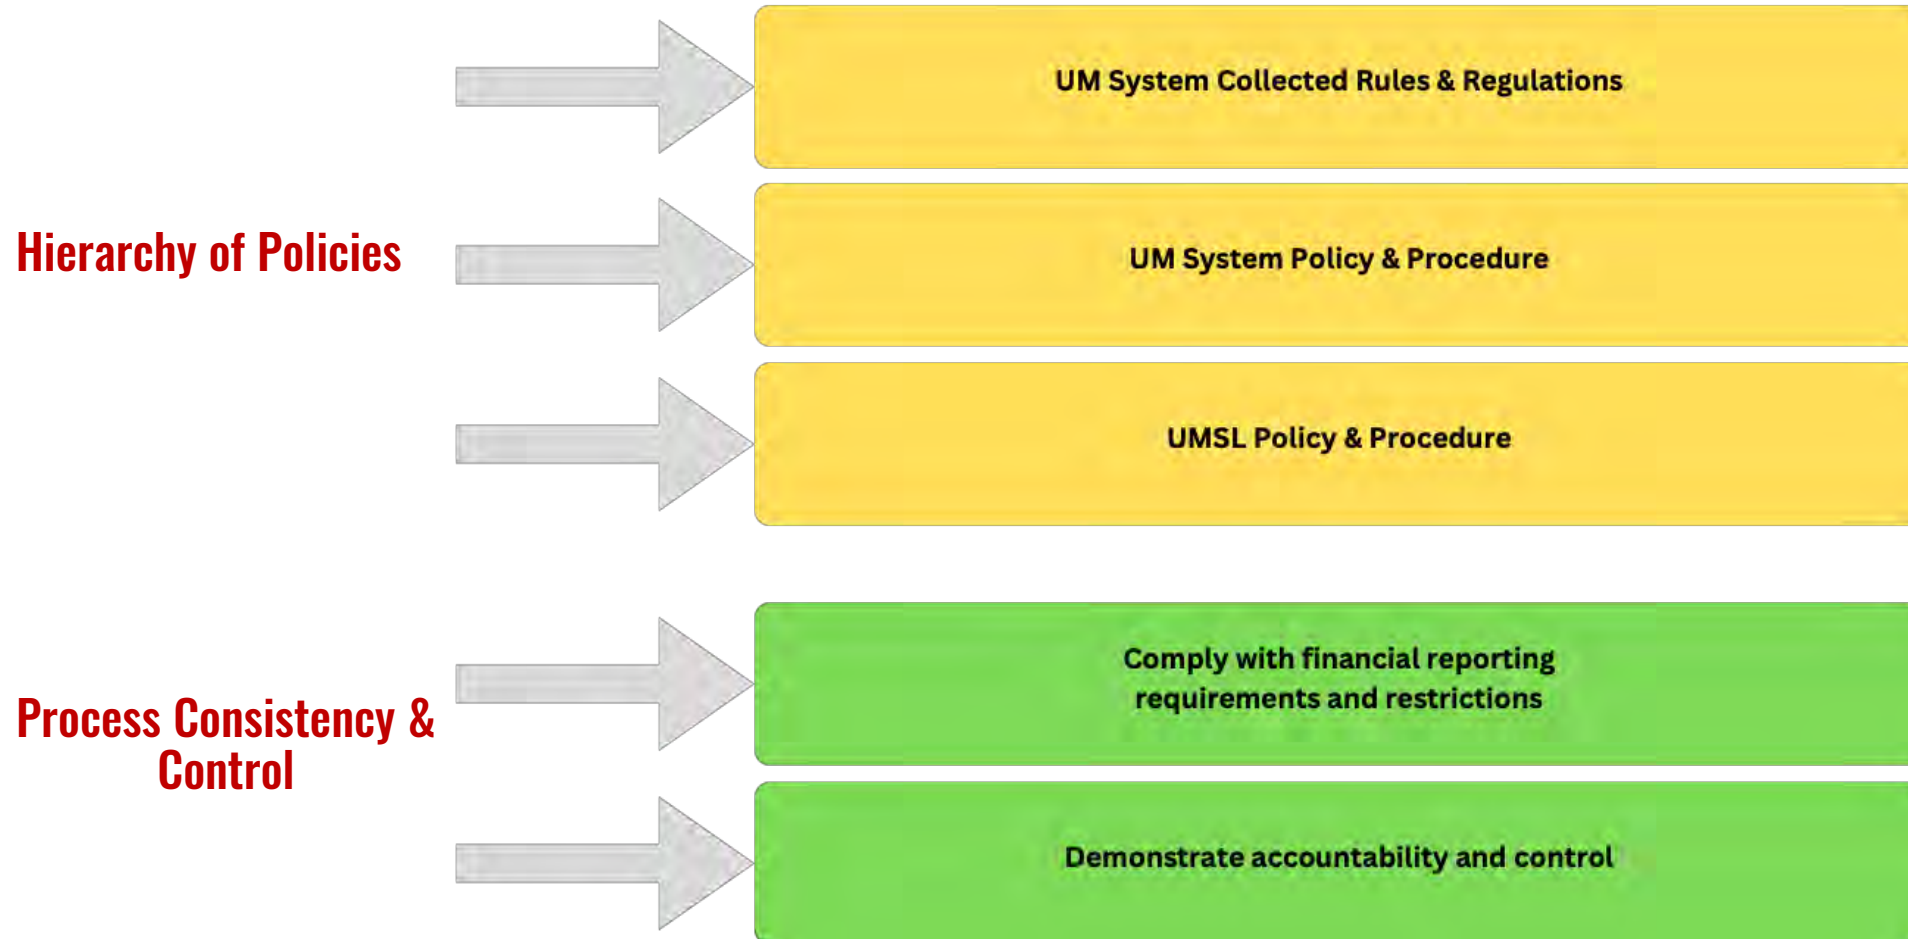 UM System Collected Rules & Regulations
Hierarchy of Policies
UM System Policy & Procedure
UMSL Policy & Procedure
Comply with financial reporting
requirements and restrictions
Process Consistency &
Control
Demonstrate accountability and control